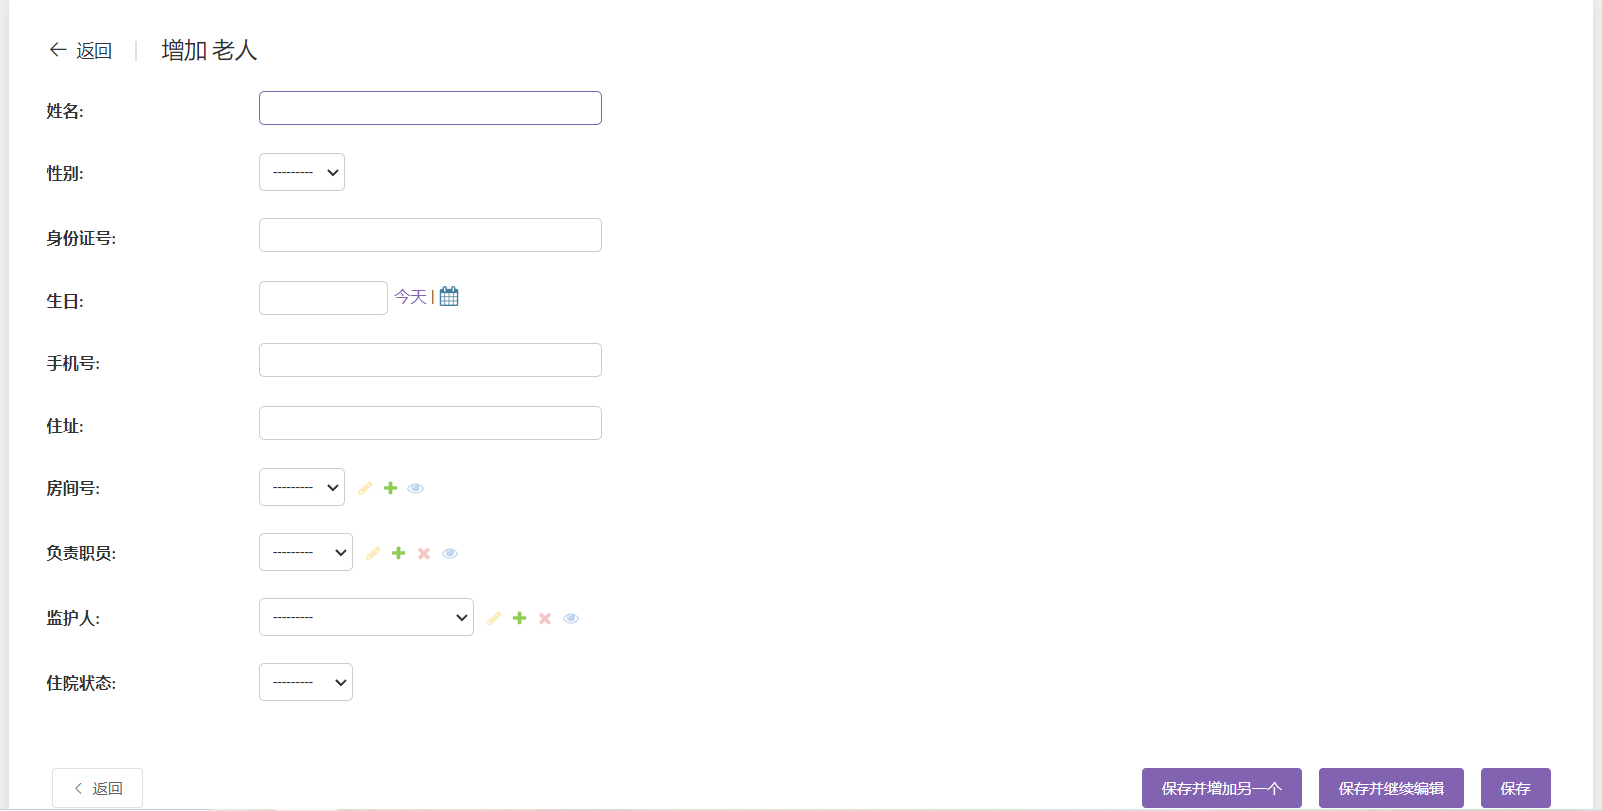 返回 | 增加 老人
姓名:
性别: ---------
身份证号:
生日: 今天 |
手机号:
住址:
房间号: ---------
负责职员: ---------
监护人: ---------
住院状态: ---------
返回 保存并增加另一个 保存并继续编辑 保存